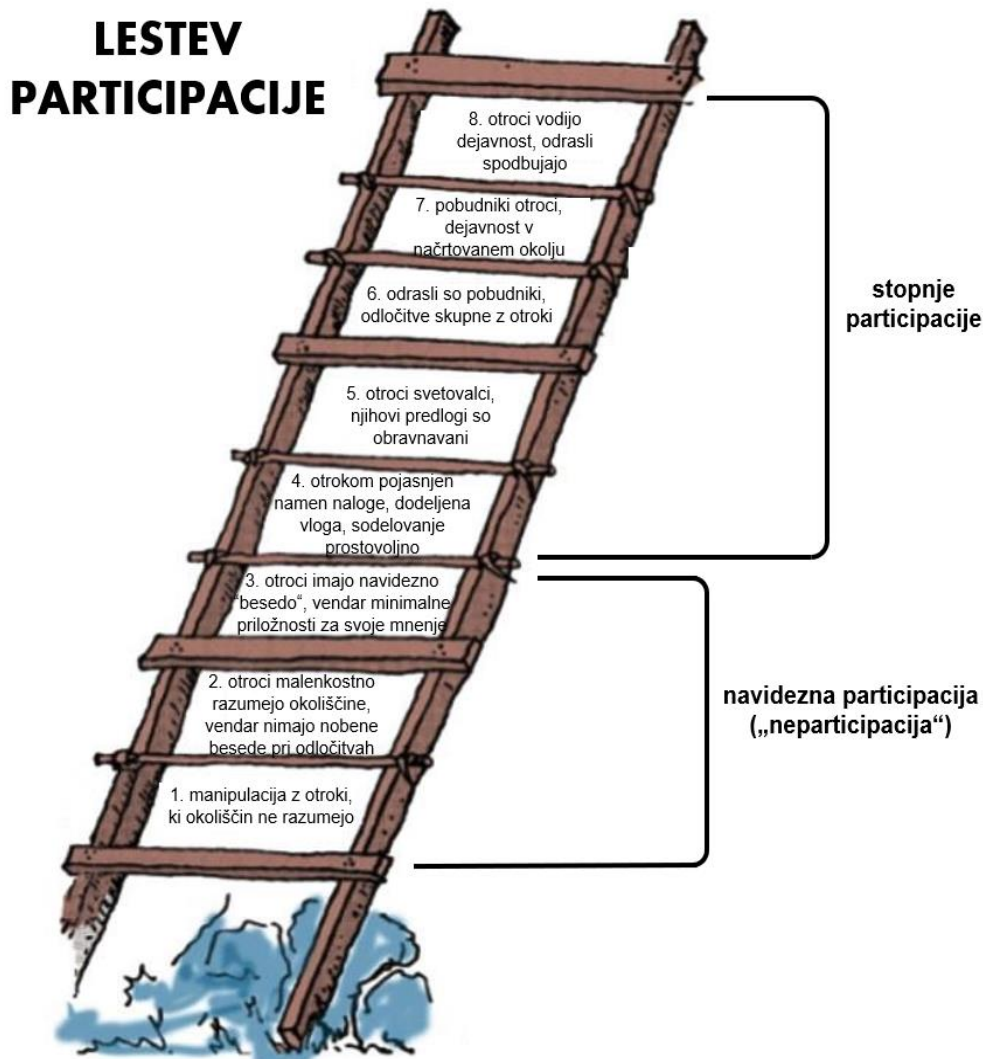 LESTEV
PARTICIPACIJE
8. otroci vodijo
dejavnost, odrasli
spodbujajo
7. pobudniki otroci,
dejavnost v
načrtovanem okolju
6. odrasli so pobudniki,
odločitve skupne z otroki
stopnje
participacije
5. otroci svetovalci,
njihovi predlogi so
obravnavani
4. otrokom pojasnjen
namen naloge, dodeljena
vloga, sodelovanje
prostovoljno
3. otroci imajo navidezno
"besedo“, vendar minimalne
priložnosti za svoje mnenje
2. otroci malenkostno
razumejo okoliščine,
vendar nimajo nobene
besede pri odločitvah
navidezna participacija
(„neparticipacija“)
1. manipulacija z otroki,
ki okoliščin ne razumejo